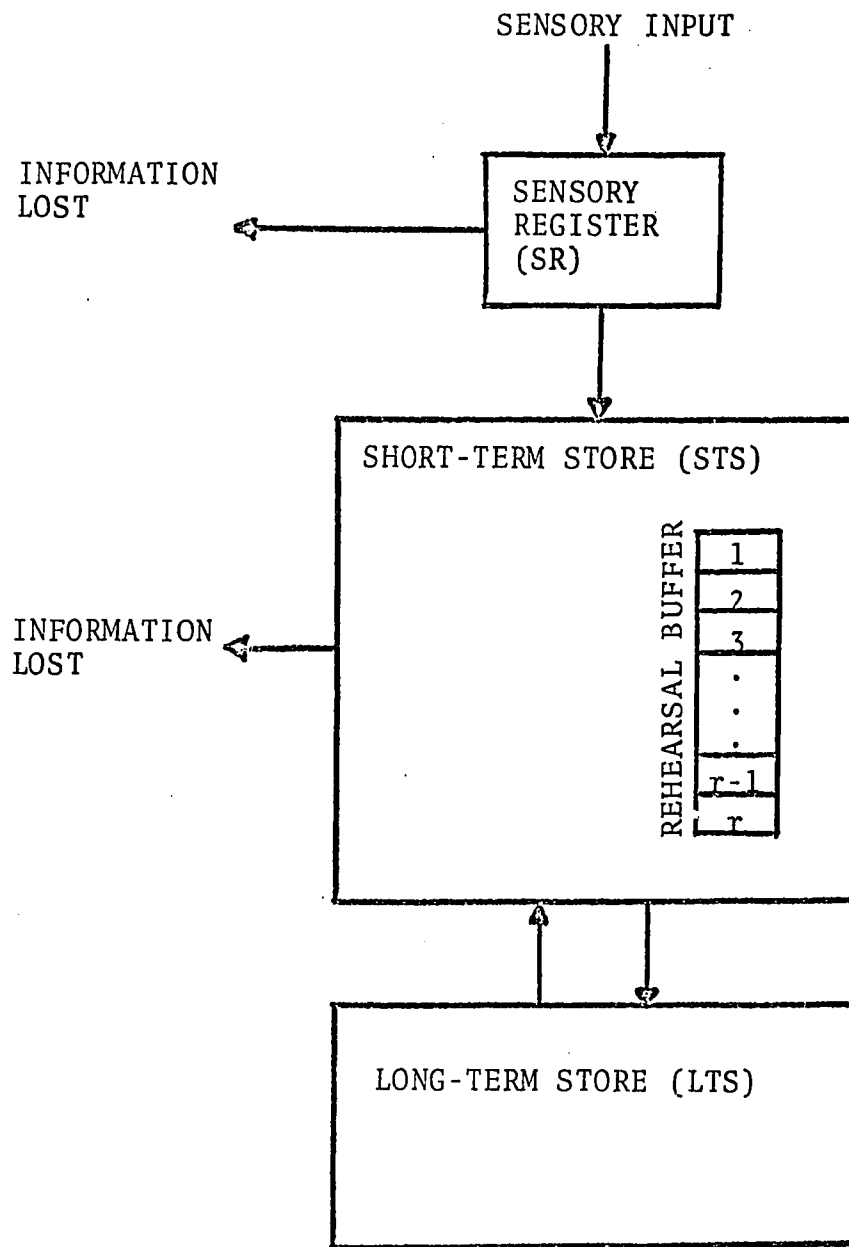 SENSORY INPUT
INFORMATION
LOST
SENSORY
REGISTER
(SR)
SHORT-TERM STORE (STS)
REHEARSAL BUFFER
1
2
3
.
.
.
r-1
r
INFORMATION
LOST
LONG-TERM STORE (LTS)